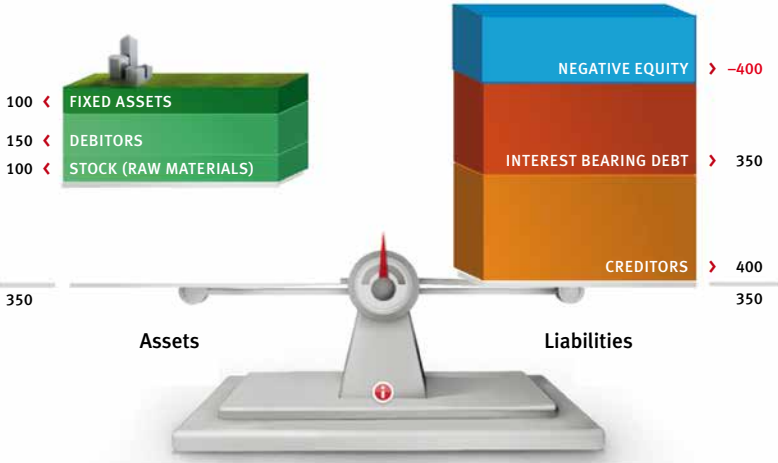 NEGATIVE EQUITY › –400
100 ‹ FIXED ASSETS
150 ‹ DEBITORS
100 ‹ STOCK (RAW MATERIALS)
INTEREST BEARING DEBT › 350
CREDITORS › 400
350
350
Assets
Liabilities
i